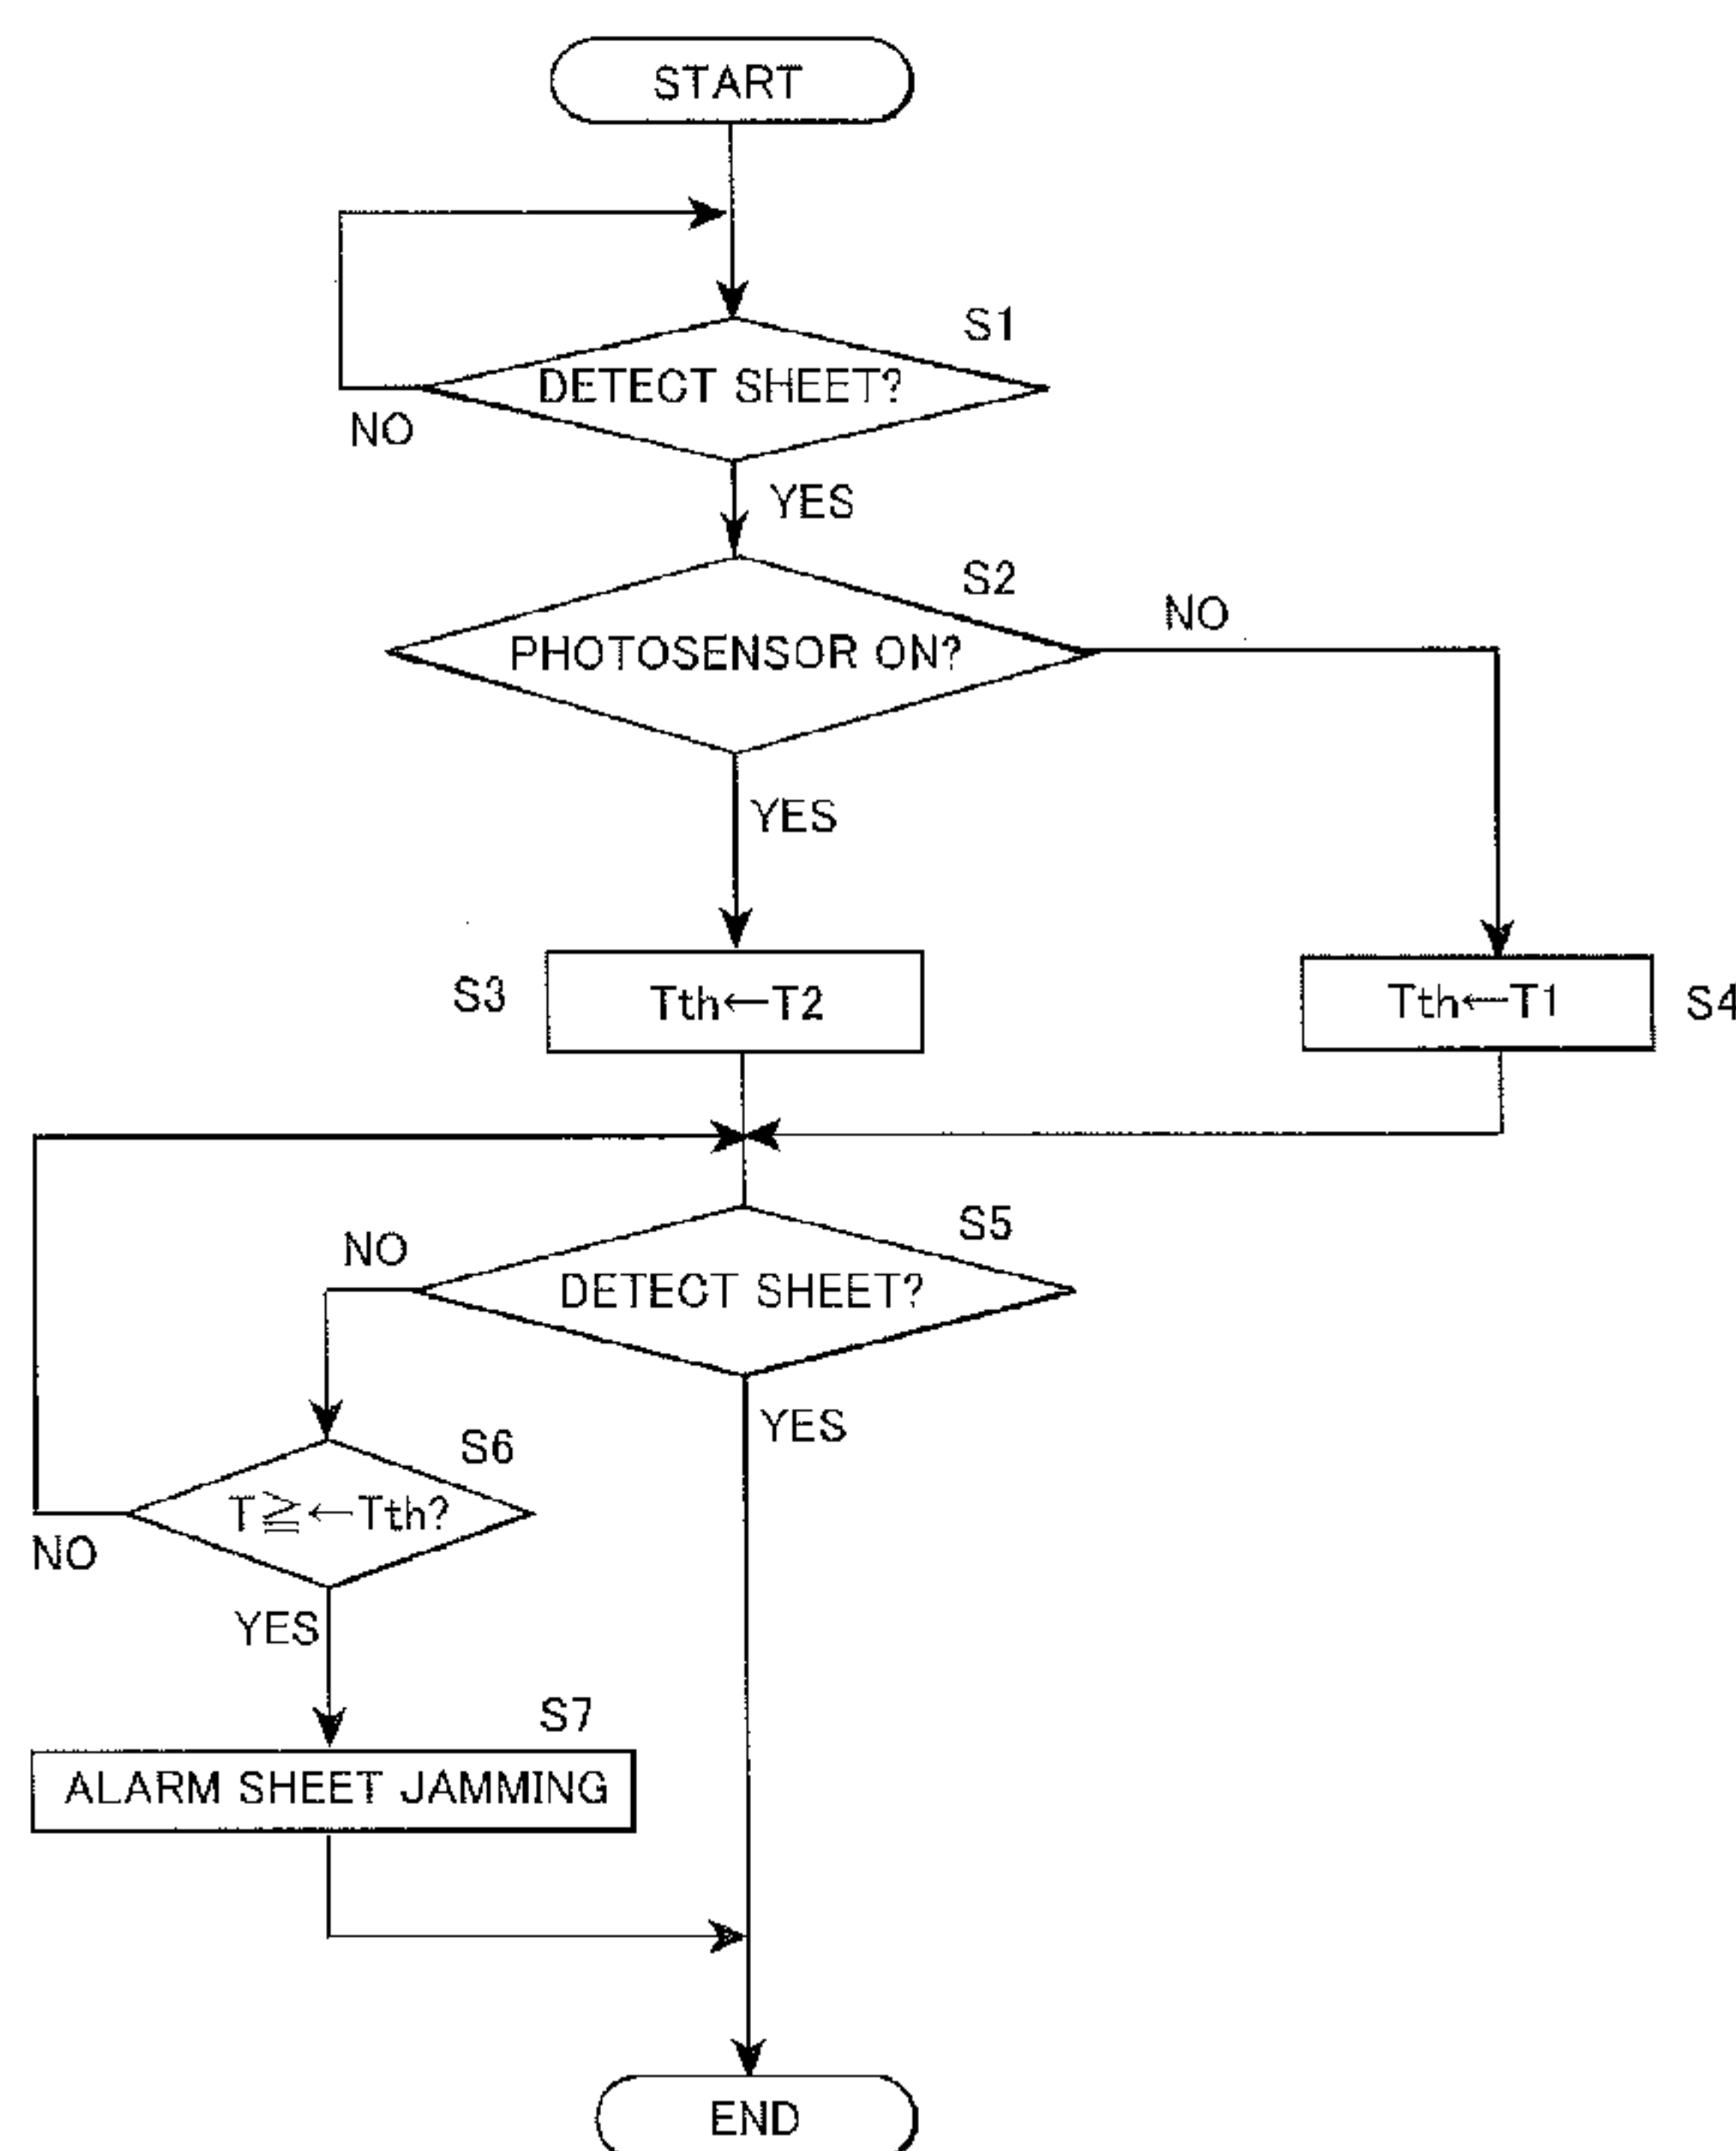 START
S1
DETECT SHEET?
NO
YES
S2
NO
PHOTOSENSOR ON?
YES
S3
Tth←T2
Tth←T1
S4
S5
NO
DETECT SHEET?
YES
S6
T≧←Tth?
NO
YES
S7
ALARM SHEET JAMMING
END